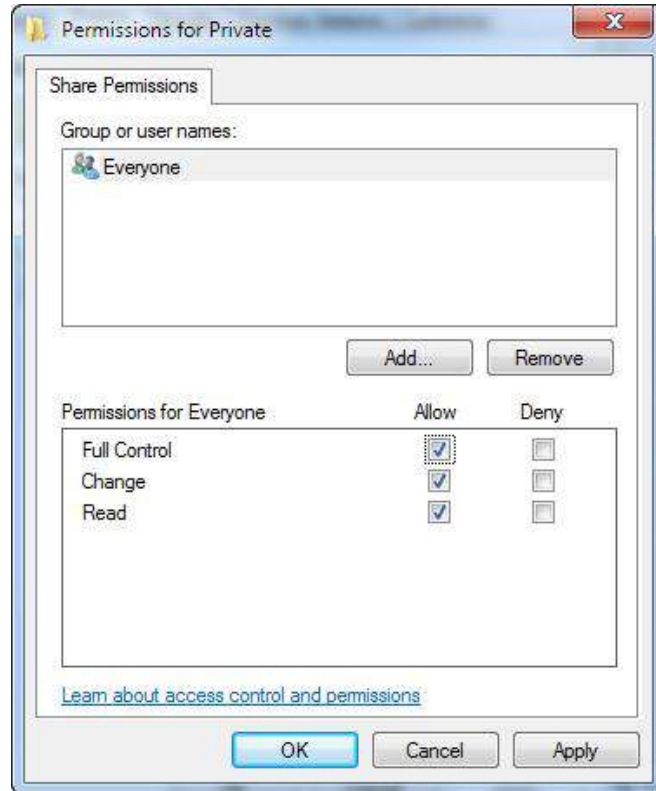 Permissions for Private
Share Permissions
Group or user names:
Everyone
Add... Remove
Permissions for Everyone Allow Deny
Full Control
Change
Read
Learn about access control and permissions
OK Cancel Apply